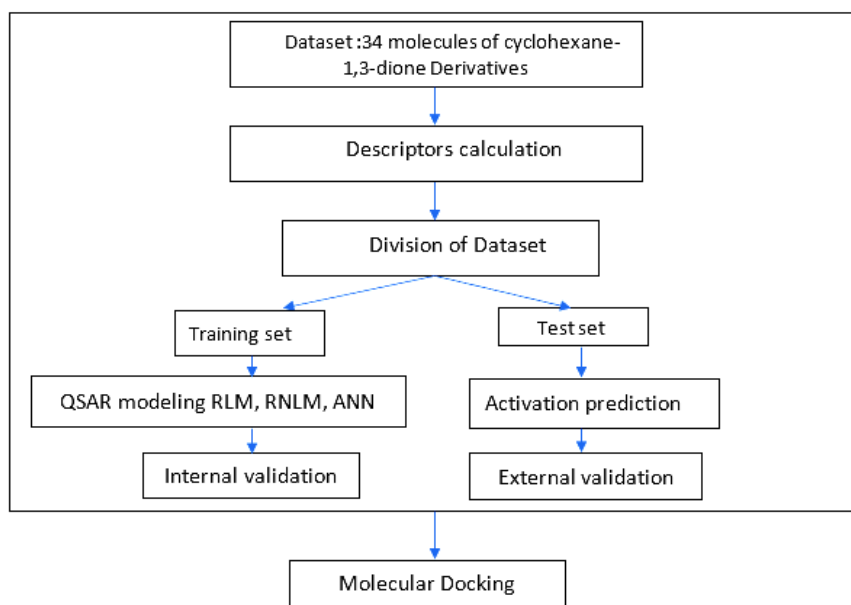 Dataset :34 molecules of cyclohexane-
1,3-dione Derivatives
Descriptors calculation
Division of Dataset
Training set
Test set
QSAR modeling RLM, RNLM, ANN
Activation prediction
Internal validation
External validation
Molecular Docking